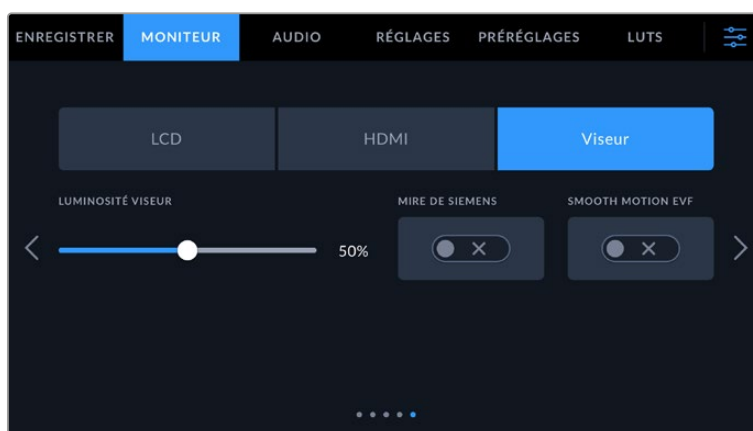 ENREGISTRER MONITEUR AUDIO RÉGLAGES PRÉRÉGLAGES LUTS
LCD HDMI Viseur
LUMINOSITÉ VISEUR MIRE DE SIEMENS SMOOTH MOTION EVF
50%